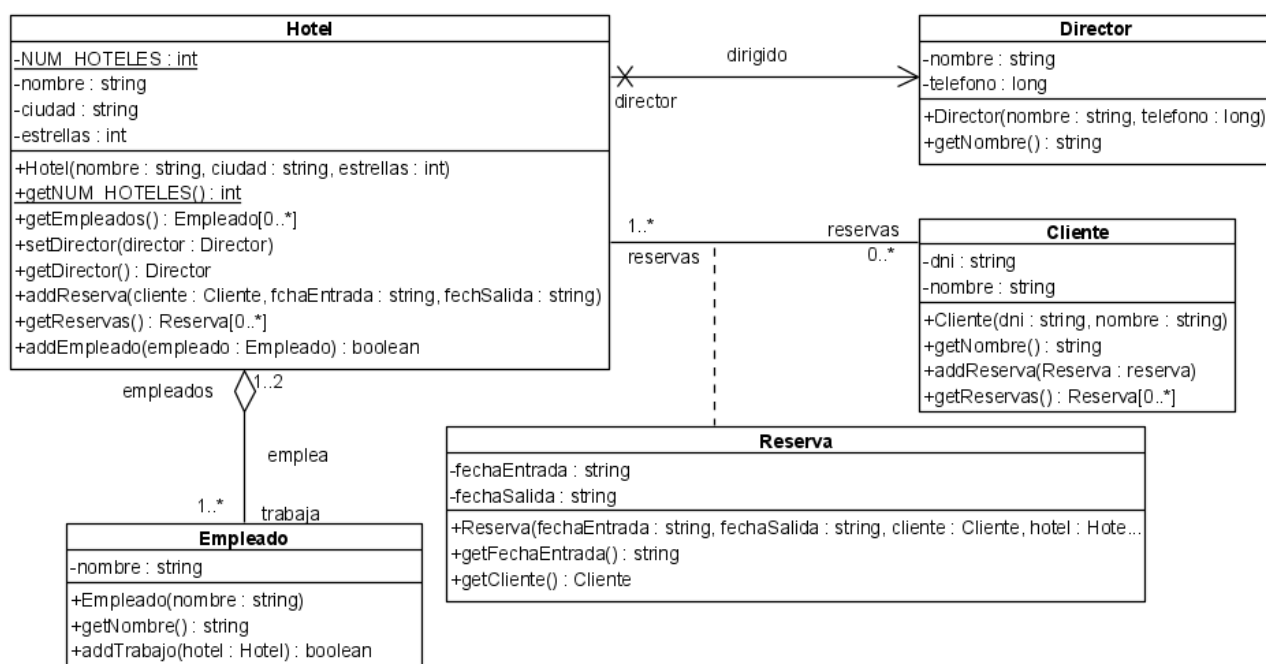 Hotel
-NUM_HOTELES : int
-nombre : string
-ciudad : string
-estrellas : int
+Hotel(nombre : string, ciudad : string, estrellas : int)
+getNUM_HOTELES() : int
+getEmpleados() : Empleado[0..*]
+setDirector(director : Director)
+getDirector() : Director
+addReserva(cliente : Cliente, fchaEntrada : string, fechSalida : string)
+getReservas() : Reserva[0..*]
+addEmpleado(empleado : Empleado) : boolean
dirigido
director
Director
-nombre : string
-telefono : long
+Director(nombre : string, telefono : long)
+getNombre() : string
1..*
reservas
reservas
0..*
Cliente
-dni : string
-nombre : string
+Cliente(dni : string, nombre : string)
+getNombre() : string
+addReserva(Reserva : reserva)
+getReservas() : Reserva[0..*]
empleados
1..2
emplea
1..*
trabaja
Reserva
-fechaEntrada : string
-fechaSalida : string
+Reserva(fechaEntrada : string, fechaSalida : string, cliente : Cliente, hotel : Hote...
+getFechaEntrada() : string
+getCliente() : Cliente
Empleado
-nombre : string
+Empleado(nombre : string)
+getNombre() : string
+addTrabajo(hotel : Hotel) : boolean